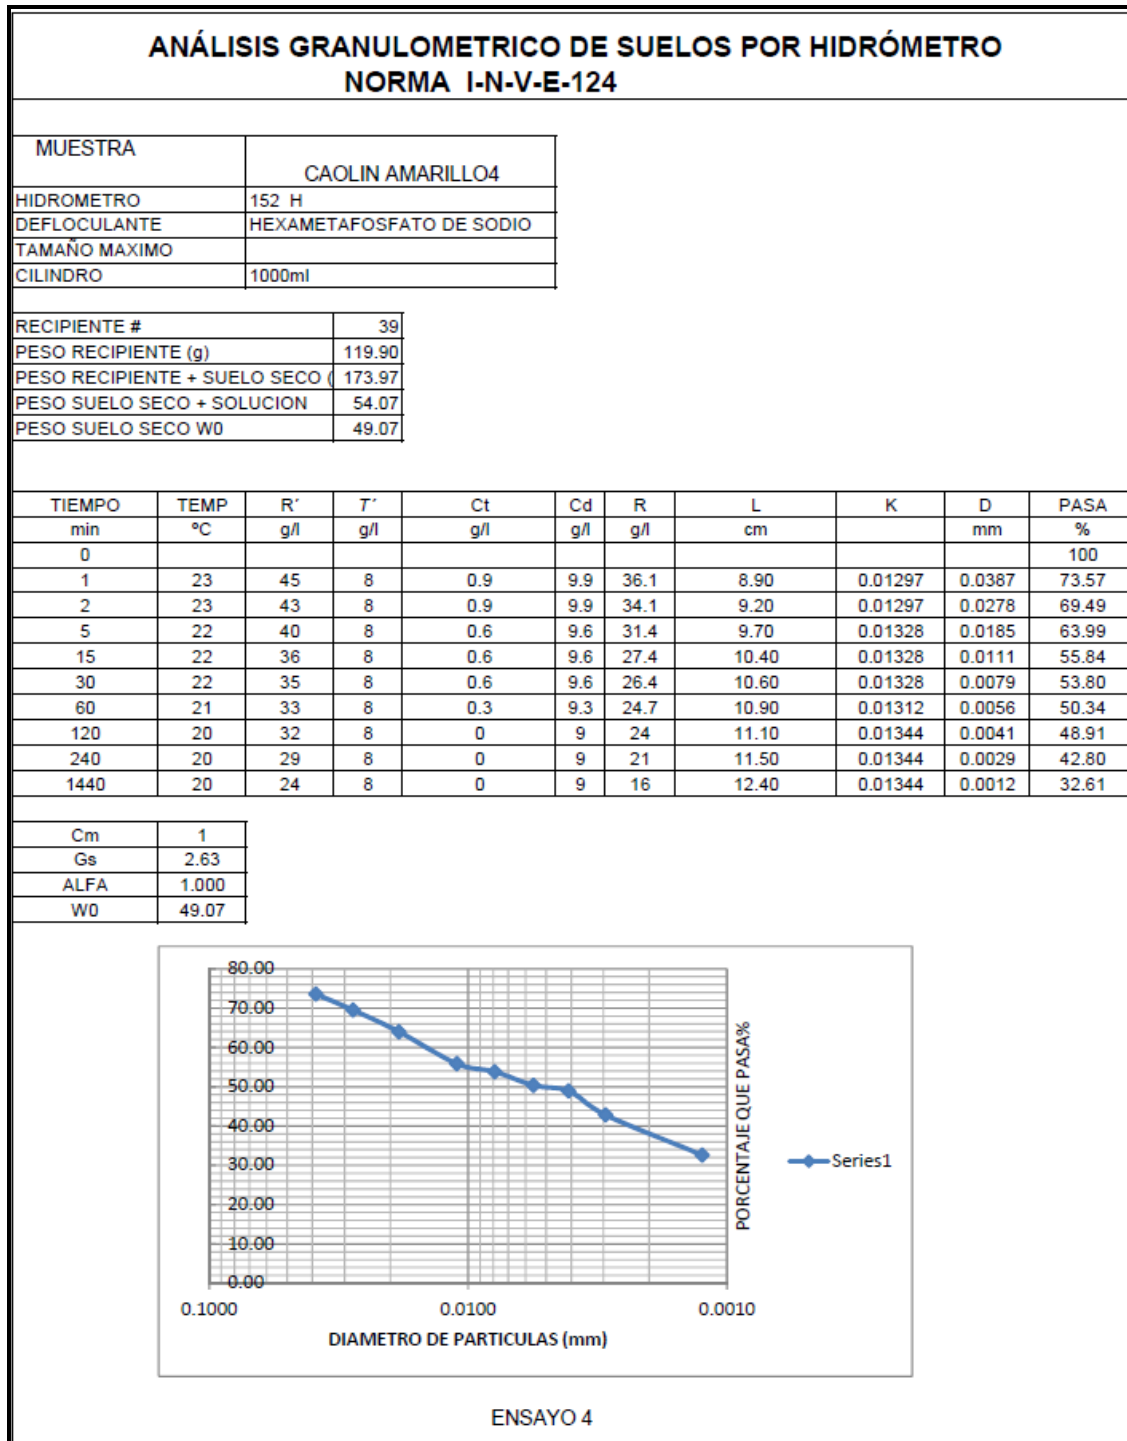 ANÁLISIS GRANULOMETRICO DE SUELOS POR HIDRÓMETRO
NORMA I-N-V-E-124
MUESTRA CAOLIN AMARILLO4
HIDROMETRO 152 H
DEFLOCULANTE HEXAMETAFOSFATO DE SODIO
TAMAÑO MAXIMO
CILINDRO 1000ml
RECIPIENTE # 39
PESO RECIPIENTE (g) 119.90
PESO RECIPIENTE + SUELO SECO ( 173.97
PESO SUELO SECO + SOLUCION 54.07
PESO SUELO SECO W0 49.07
TIEMPO TEMP R´ T´ Ct Cd R L K D PASA
min ºC g/l g/l g/l g/l g/l cm mm %
0 100
1 23 45 8 0.9 9.9 36.1 8.90 0.01297 0.0387 73.57
2 23 43 8 0.9 9.9 34.1 9.20 0.01297 0.0278 69.49
5 22 40 8 0.6 9.6 31.4 9.70 0.01328 0.0185 63.99
15 22 36 8 0.6 9.6 27.4 10.40 0.01328 0.0111 55.84
30 22 35 8 0.6 9.6 26.4 10.60 0.01328 0.0079 53.80
60 21 33 8 0.3 9.3 24.7 10.90 0.01312 0.0056 50.34
120 20 32 8 0 9 24 11.10 0.01344 0.0041 48.91
240 20 29 8 0 9 21 11.50 0.01344 0.0029 42.80
1440 20 24 8 0 9 16 12.40 0.01344 0.0012 32.61
Cm 1
Gs 2.63
ALFA 1.000
W0 49.07
80.00
70.00
60.00
50.00
40.00
30.00
20.00
10.00
0.00
0.1000 0.0100 0.0010
DIAMETRO DE PARTICULAS (mm)
PORCENTAJE QUE PASA%
Series1
ENSAYO 4